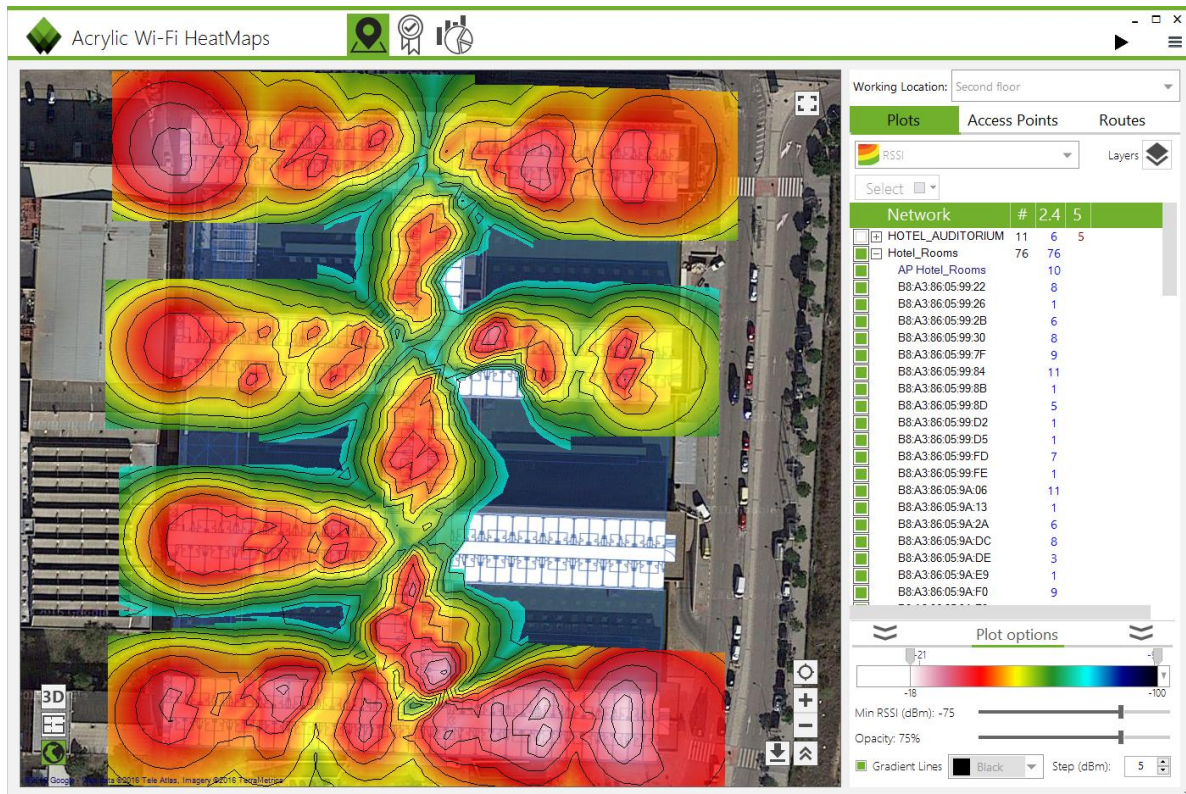 Acrylic Wi-Fi HeatMaps
Working Location: Second floor
Plots Access Points Routes
RSSI Layers
Select
Network # 2.4 5
HOTEL_AUDITORIUM 11 6 5
Hotel_Rooms 76 76
AP Hotel_Rooms 10
B8:A3:86:05:99:22 8
B8:A3:86:05:99:26 1
B8:A3:86:05:99:2B 6
B8:A3:86:05:99:30 8
B8:A3:86:05:99:7F 9
B8:A3:86:05:99:84 11
B8:A3:86:05:99:8B 1
B8:A3:86:05:99:8D 5
B8:A3:86:05:99:D2 1
B8:A3:86:05:99:D5 1
B8:A3:86:05:99:FD 7
B8:A3:86:05:99:FE 1
B8:A3:86:05:9A:06 11
B8:A3:86:05:9A:13 1
B8:A3:86:05:9A:2A 6
B8:A3:86:05:9A:DC 8
B8:A3:86:05:9A:DE 3
B8:A3:86:05:9A:E9 1
B8:A3:86:05:9A:F0 9
Plot options
-21
-18 -100
Min RSSI (dBm): -75
Opacity: 75%
Gradient Lines Black Step (dBm): 5
3D
Google - Map data ©2016 Tele Atlas, Imagery ©2016 TerraMetrics